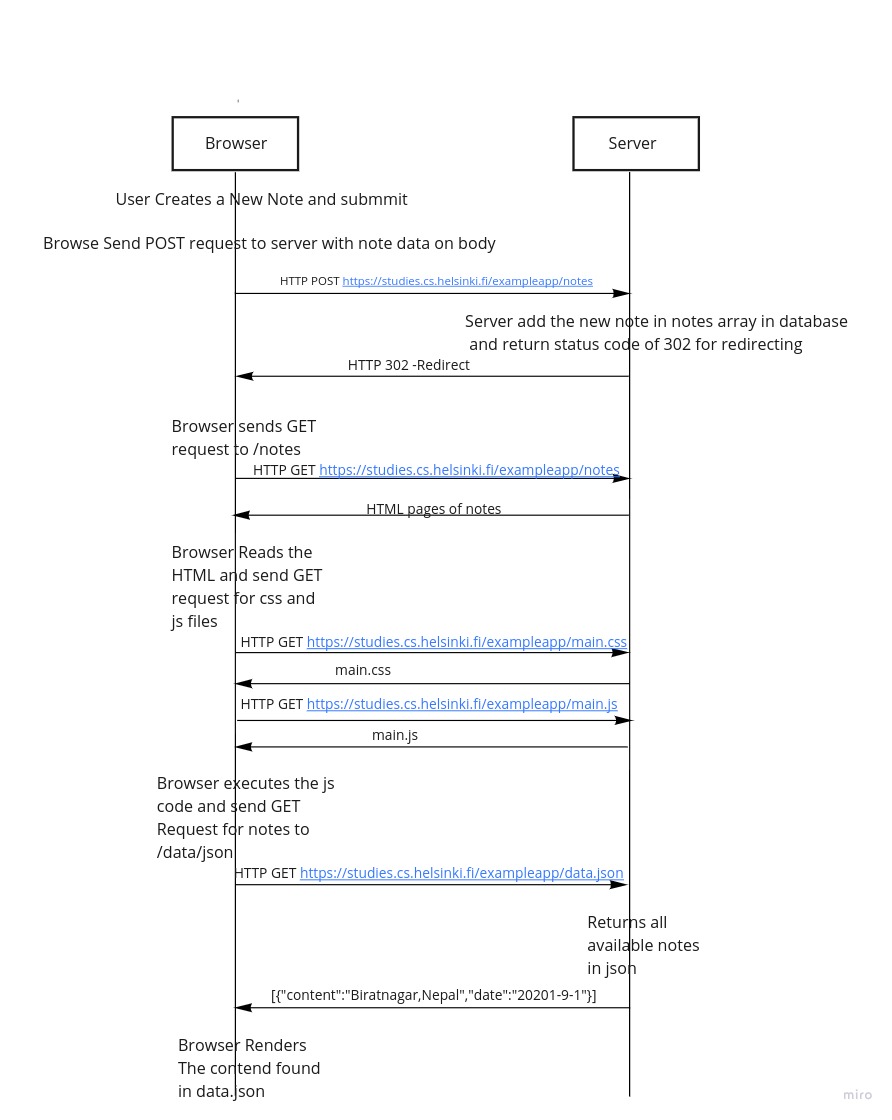 Browser
Server
User Creates a New Note and submmit
Browse Send POST request to server with note data on body
HTTP POST https://studies.cs.helsinki.fi/exampleapp/notes
Server add the new note in notes array in database
and return status code of 302 for redirecting
HTTP 302 -Redirect
Browser sends GET
request to /notes
HTTP GET https://studies.cs.helsinki.fi/exampleapp/notes
HTML pages of notes
Browser Reads the
HTML and send GET
request for css and
js files
HTTP GET https://studies.cs.helsinki.fi/exampleapp/main.css
main.css
HTTP GET https://studies.cs.helsinki.fi/exampleapp/main.js
main.js
Browser executes the js
code and send GET
Request for notes to
/data/json
HTTP GET https://studies.cs.helsinki.fi/exampleapp/data.json
Returns all
available notes
in json
[{"content":"Biratnagar,Nepal","date":"20201-9-1"}]
Browser Renders
The contend found
in data.json
miro